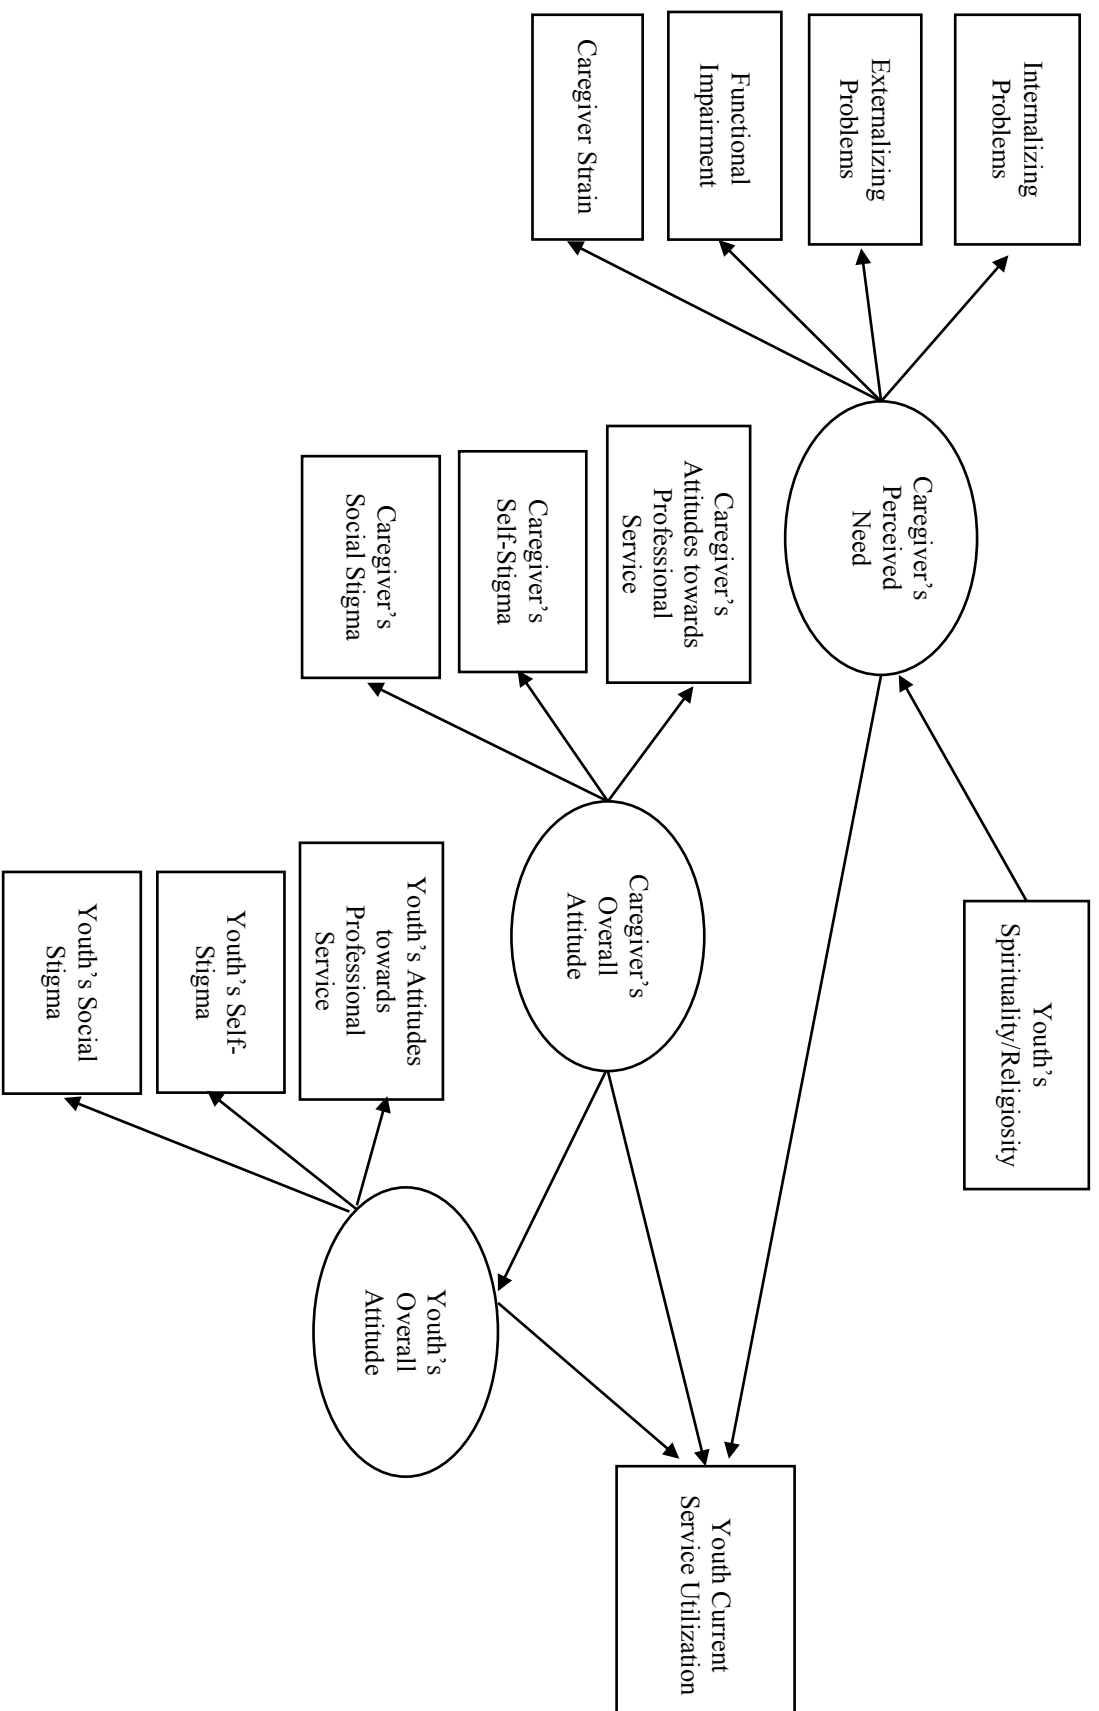 Internalizing
Problems
Externalizing
Problems
Functional
Impairment
Caregiver Strain
Caregiver’s
Perceived
Need
Youth’s
Spirituality/Religiosity
Caregiver’s
Attitudes towards
Professional
Service
Caregiver’s
Self-Stigma
Caregiver’s
Social Stigma
Caregiver’s
Overall
Attitude
Youth’s Attitudes
towards
Professional
Service
Youth’s Self-
Stigma
Youth’s Social
Stigma
Youth’s
Overall
Attitude
Youth Current
Service Utilization